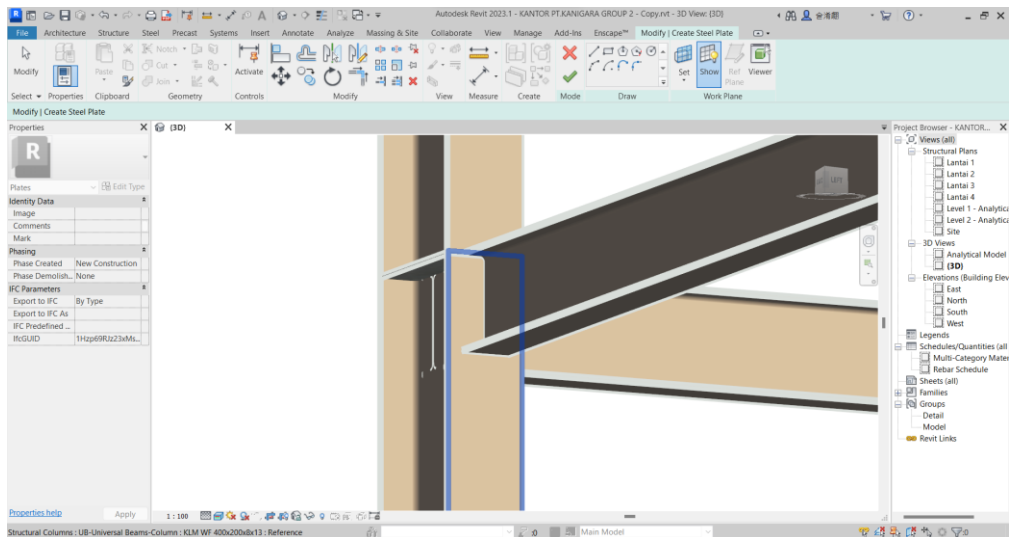 Autodesk Revit 2023.1 - KANTOR PT.KANIGARA GROUP 2 - Copy.rvt - 3D View: {3D}
File Architecture Structure Steel Precast Systems Insert Annotate Analyze Massing & Site Collaborate View Manage Add-Ins Enscape™ Modify | Create Steel Plate
Modify
Paste
Notch
Cut
Join
Activate
Set Show Ref Plane Viewer
Select Properties Clipboard Geometry Controls Modify View Measure Create Mode Draw Work Plane
Modify | Create Steel Plate
Properties X
{3D} X
Project Browser - KANTOR... X
R
Plates
Edit Type
Identity Data
Image
Comments
Mark
Phasing
Phase Created New Construction
Phase Demolish... None
IFC Parameters
Export to IFC By Type
Export to IFC As
IFC Predefined ...
IfcGUID 1Hzp69RJz23xMs...
LEFT
Views (all)
Structural Plans
Lantai 1
Lantai 2
Lantai 3
Lantai 4
Level 1 - Analytica
Level 2 - Analytica
Site
3D Views
Analytical Model
{3D}
Elevations (Building Elev
East
North
South
West
Legends
Schedules/Quantities (all
Multi-Category Mater
Rebar Schedule
Sheets (all)
Families
Groups
Detail
Model
Revit Links
Properties help Apply
1 : 100
Structural Columns : UB-Universal Beams-Column : KLM WF 400x200x8x13 : Reference
:0
Main Model
:0